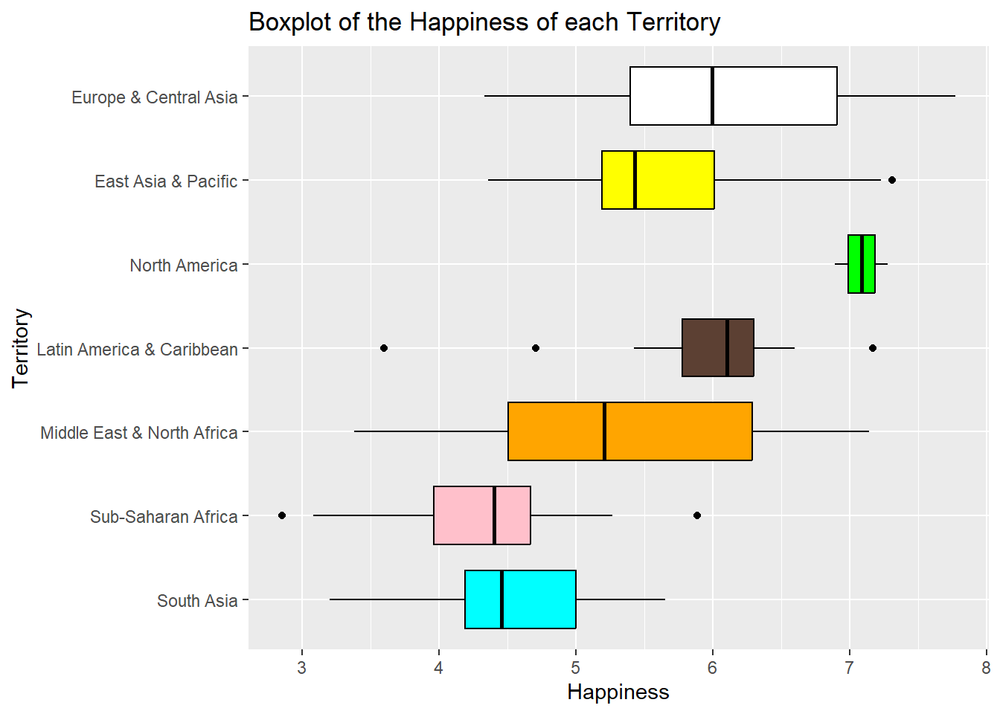 Boxplot of the Happiness of each Territory
Territory
Europe & Central Asia
East Asia & Pacific
North America
Latin America & Caribbean
Middle East & North Africa
Sub-Saharan Africa
South Asia
3 4 5 6 7 8
Happiness